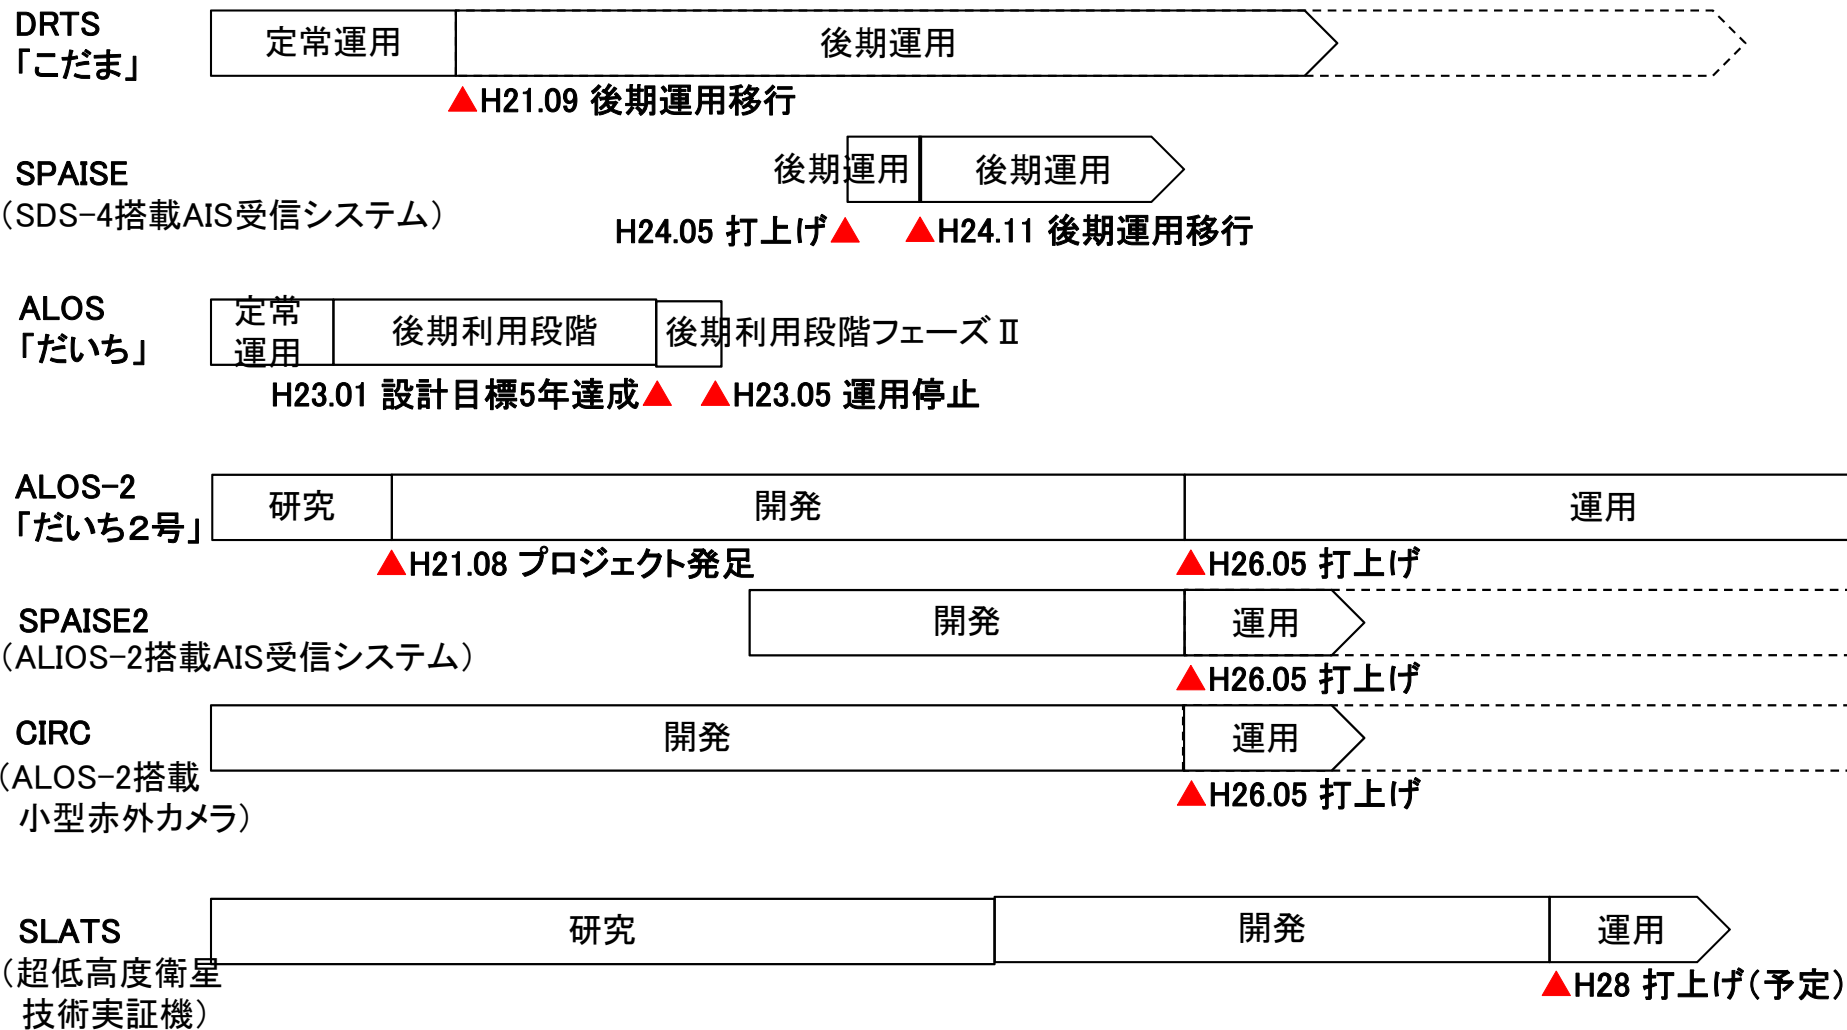 DRTS
「こだま」
定常運用
後期運用
▲H21.09 後期運用移行
SPAISE
（SDS-4搭載AIS受信システム）
後期運用
後期運用
H24.05 打上げ▲
▲H24.11 後期運用移行
ALOS
「だいち」
定常
運用
後期利用段階
後期利用段階フェーズⅡ
H23.01 設計目標5年達成▲
▲H23.05 運用停止
ALOS-2
「だいち２号」
研究
開発
運用
▲H21.08 プロジェクト発足
▲H26.05 打上げ
SPAISE2
（ALIOS-2搭載AIS受信システム）
開発
運用
▲H26.05 打上げ
CIRC
（ALOS-2搭載
小型赤外カメラ）
開発
運用
▲H26.05 打上げ
SLATS
（超低高度衛星
技術実証機）
研究
開発
運用
▲H28 打上げ（予定）